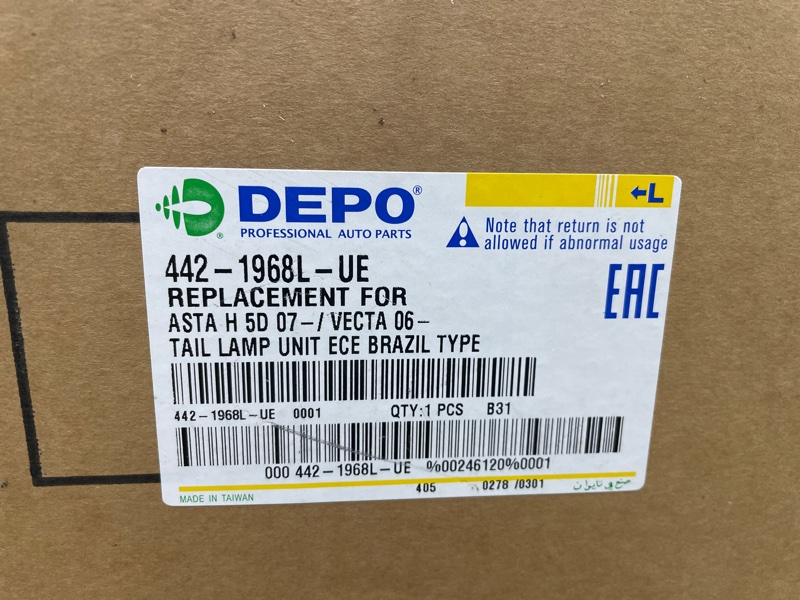 DEPO®
PROFESSIONAL AUTO PARTS
←L
Note that return is not
allowed if abnormal usage
442-1968L-UE
EAC
REPLACEMENT FOR
ASTA H 5D 07-/VECTA 06-
TAIL LAMP UNIT ECE BRAZIL TYPE
442-1968L-UE 0001 QTY:1 PCS B31
000 442-1968L-UE %00246120%0001
405 0278 /0301
MADE IN TAIWAN صنع في تايوان